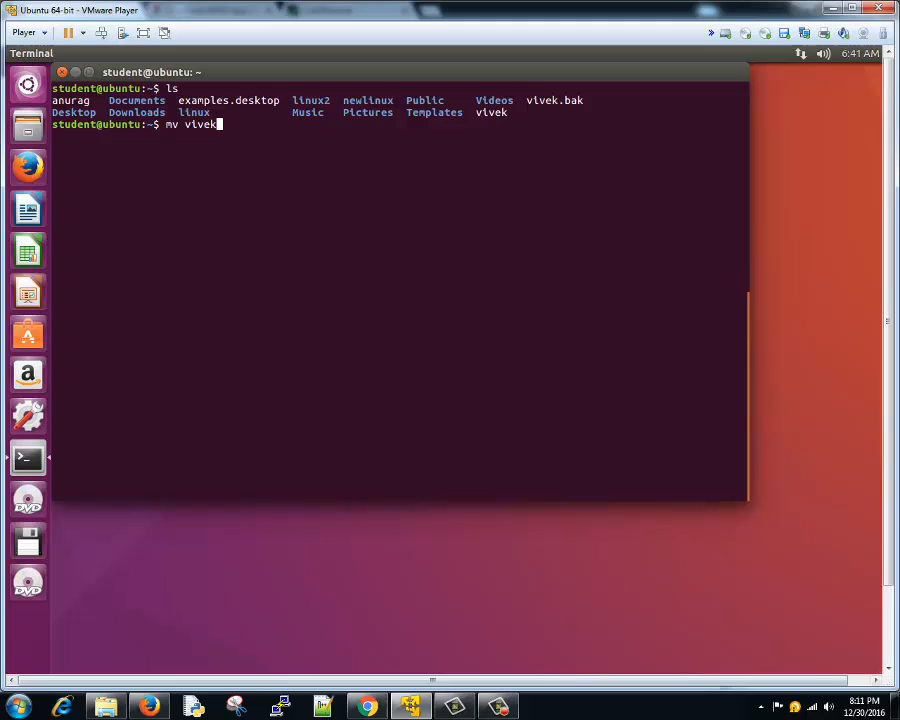 Ubuntu 64-bit - VMware Player
Player
Terminal
6:41 AM
student@ubuntu: ~
student@ubuntu:~$ ls
anurag Documents examples.desktop linux2 newlinux Public Videos vivek.bak
Desktop Downloads linux Music Pictures Templates vivek
student@ubuntu:~$ mv vivek
DVD
DVD
8:11 PM
12/30/2016